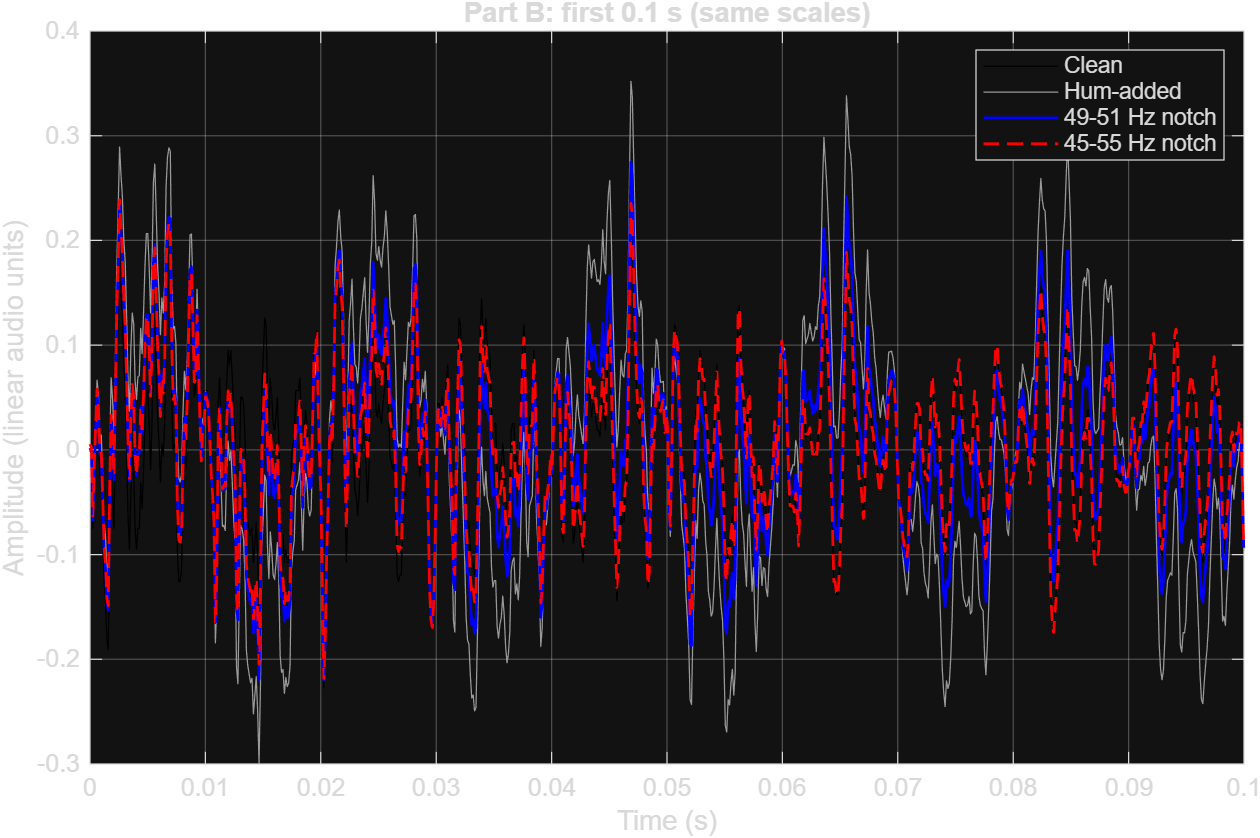 Part B: first 0.1 s (same scales)
0.4
0.3
0.2
0.1
0
-0.1
-0.2
-0.3
Amplitude (linear audio units)
Clean
Hum-added
49-51 Hz notch
45-55 Hz notch
0 0.01 0.02 0.03 0.04 0.05 0.06 0.07 0.08 0.09 0.1
Time (s)